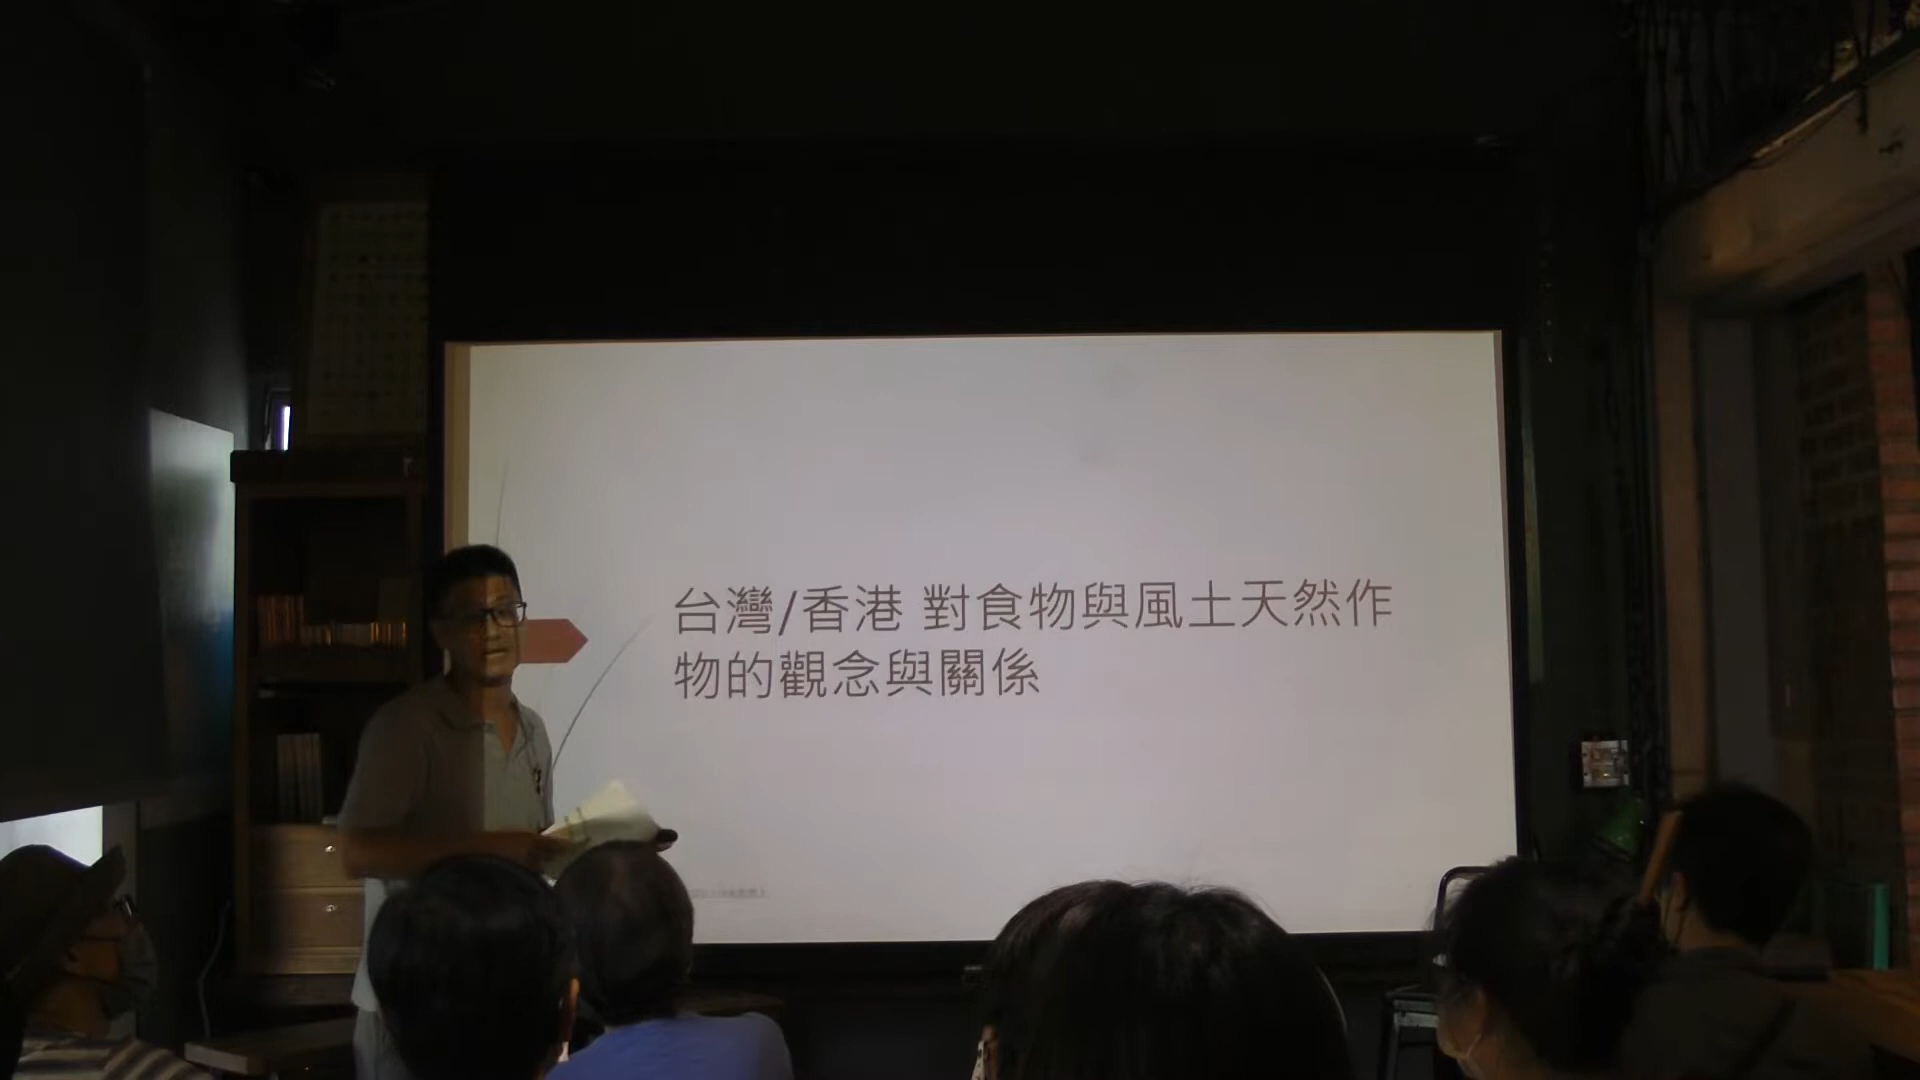 台灣/香港 對食物與風土天然作
物的觀念與關係